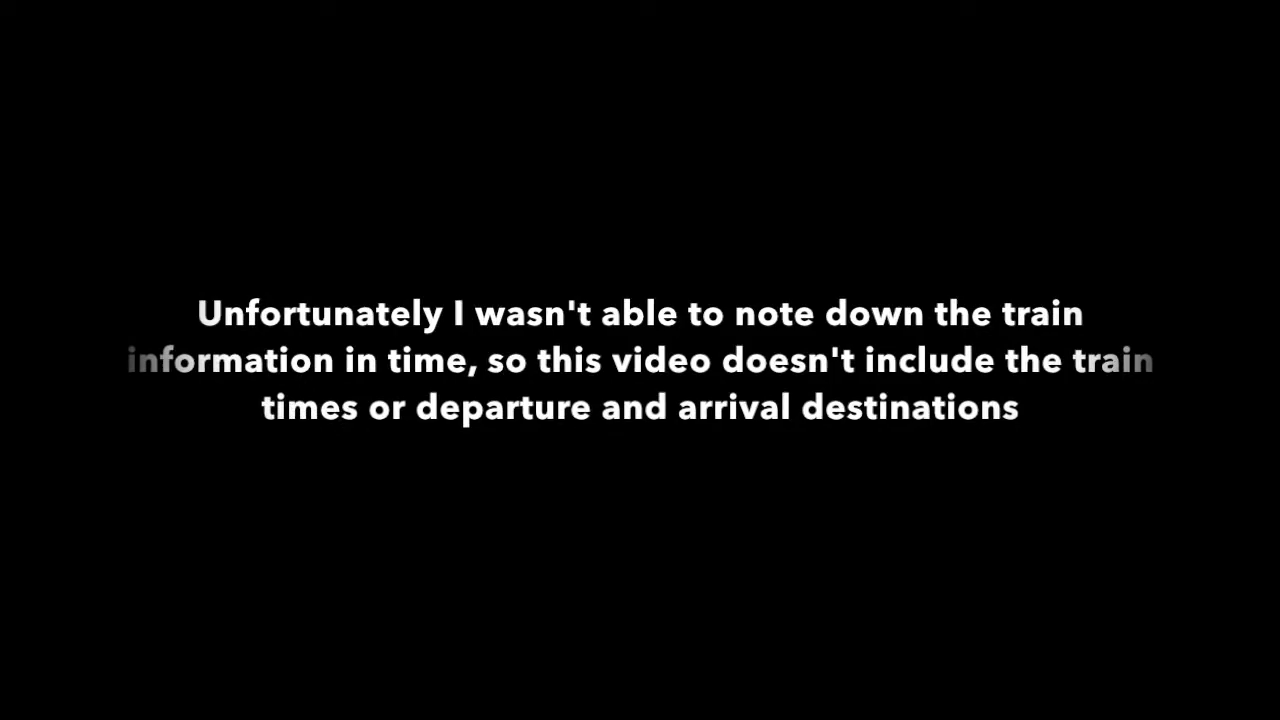 Unfortunately I wasn't able to note down the train
information in time, so this video doesn't include the train
times or departure and arrival destinations